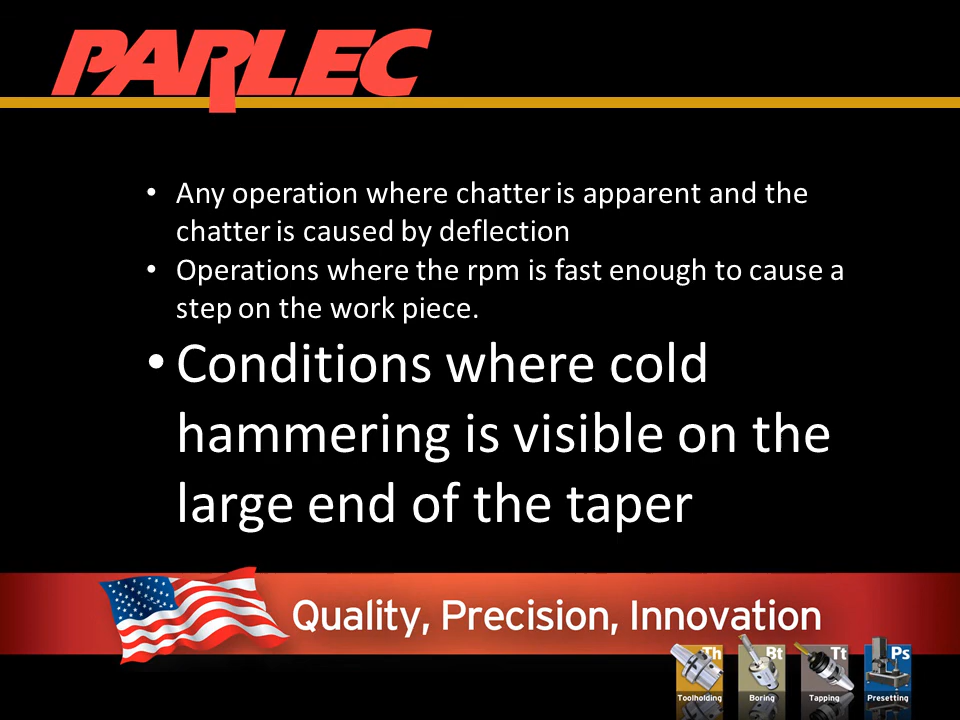 PARLEC
• Any operation where chatter is apparent and the
chatter is caused by deflection
• Operations where the rpm is fast enough to cause a
step on the work piece.
• Conditions where cold
hammering is visible on the
large end of the taper
Quality, Precision, Innovation
Th Bt Tt Ps
Toolholding Boring Tapping Presetting